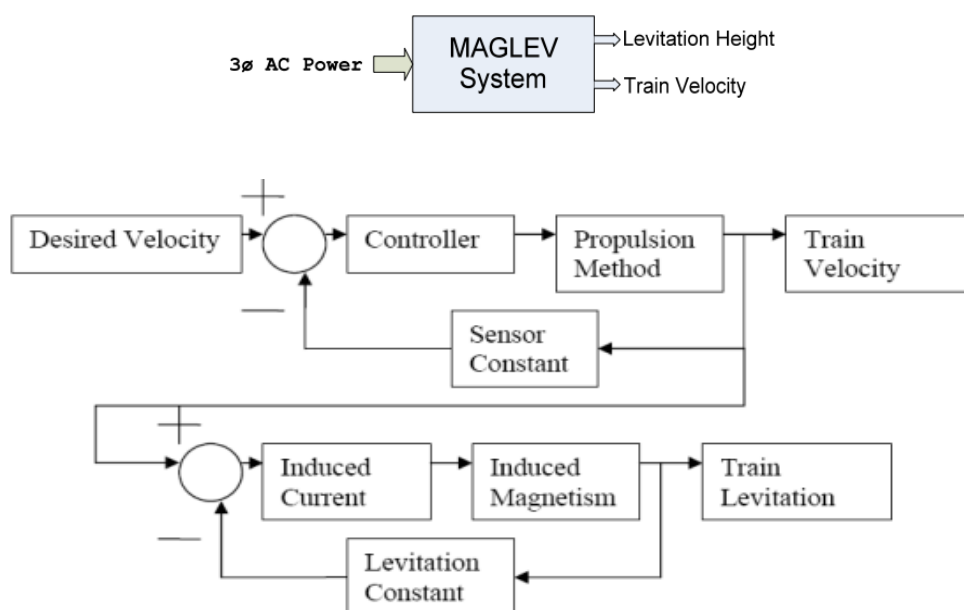 MAGLEV
System
3ø AC Power
Levitation Height
Train Velocity
+
Desired Velocity
Controller
Propulsion
Method
Train
Velocity
—
Sensor
Constant
+
Induced
Current
Induced
Magnetism
Train
Levitation
—
Levitation
Constant